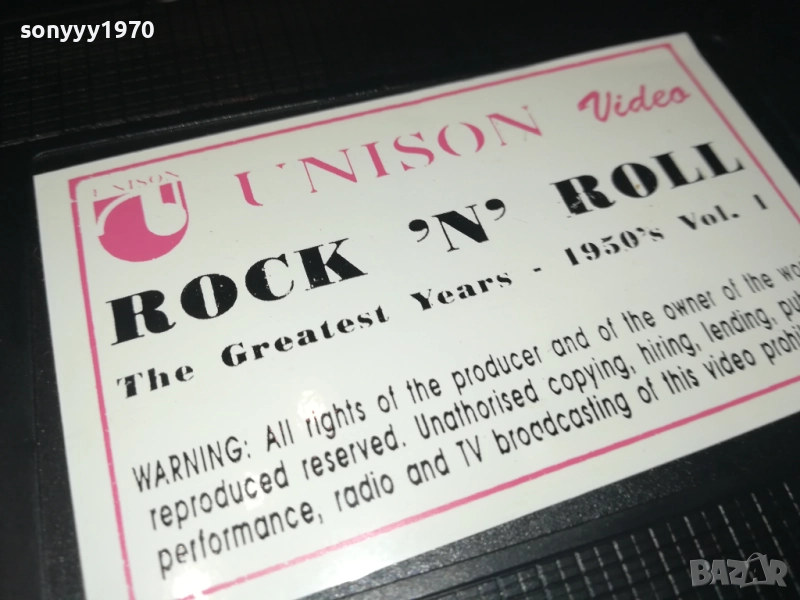 sonyyy1970
UNISON
UNISON Video
ROCK 'N' ROLL
The Greatest Years - 1950's Vol. 1
WARNING: All rights of the producer and of the owner of the
reproduced reserved. Unathorised copying, hiring, lending,
performance, radio and TV broadcasting of this video
BAZAR